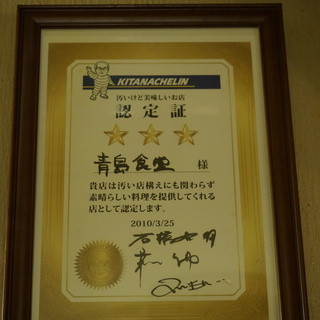 KITANACHELIN
汚いけど美味しいお店
認定証
青島食堂 様
貴店は汚い店構えにも関わらず
素晴らしい料理を提供してくれる
店として認定します。
2010/3/25